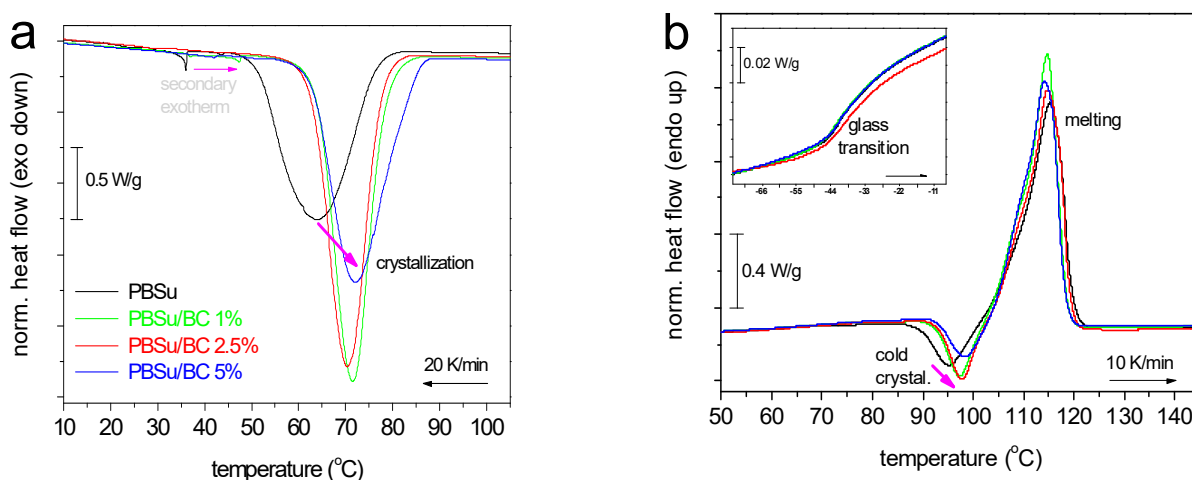 a
norm. heat flow (exo down)
secondary
exotherm
0.5 W/g
crystallization
PBSu
PBSu/BC 1%
PBSu/BC 2.5%
PBSu/BC 5%
20 K/min
10 20 30 40 50 60 70 80 90 100
temperature (°C)
b
norm. heat flow (endo up)
0.02 W/g
glass
transition
-66 -55 -44 -33 -22 -11
melting
0.4 W/g
cold
crystal.
10 K/min
50 60 70 80 90 100 110 120 130 140
temperature (°C)